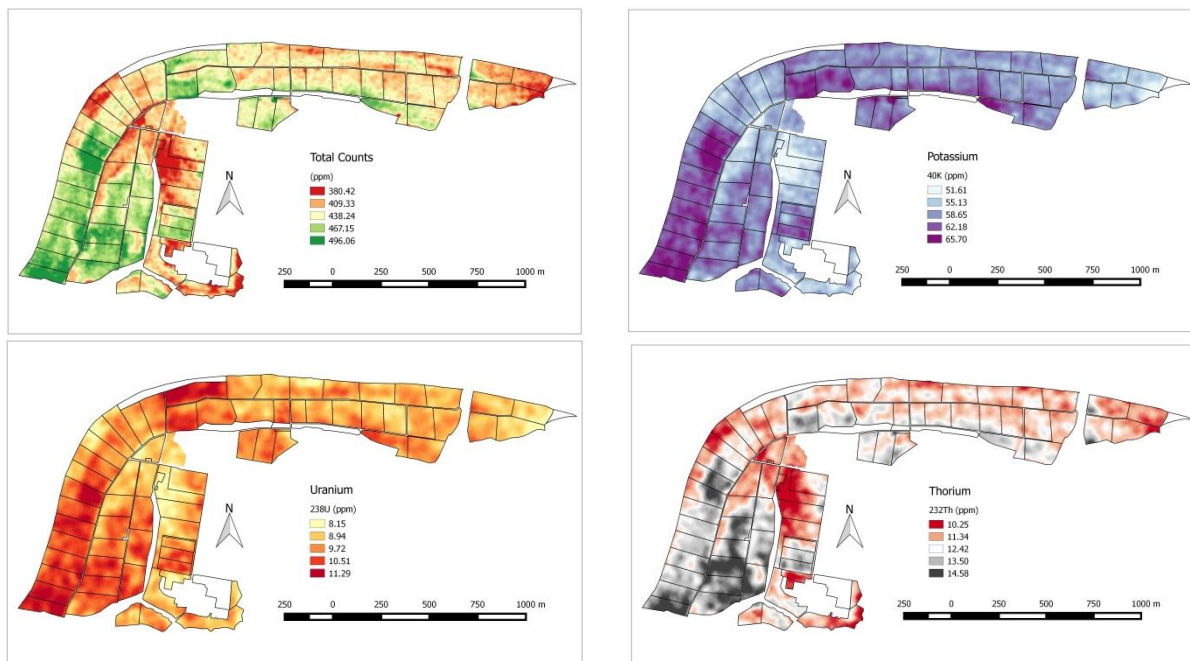 Total Counts
(ppm)
380.42
409.33
438.24
467.15
496.06
N
250 0 250 500 750 1000 m
Potassium
40K (ppm)
51.61
55.13
58.65
62.18
65.70
N
250 0 250 500 750 1000 m
Uranium
238U (ppm)
8.15
8.94
9.72
10.51
11.29
N
250 0 250 500 750 1000 m
Thorium
232Th (ppm)
10.25
11.34
12.42
13.50
14.58
N
250 0 250 500 750 1000 m